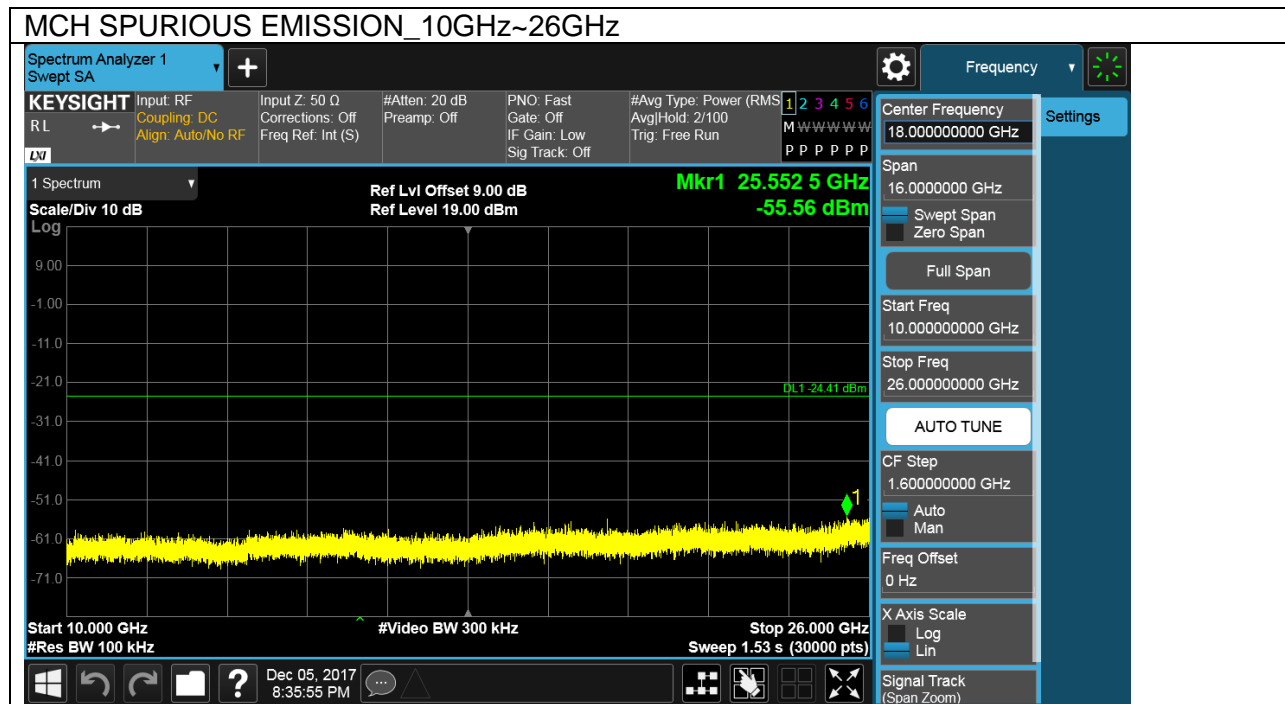 MCH SPURIOUS EMISSION_10GHz~26GHz
Spectrum Analyzer 1
Swept SA
Frequency
KEYSIGHT
R L
LXI
Input: RF
Coupling: DC
Align: Auto/No RF
Input Z: 50 Ω
Corrections: Off
Freq Ref: Int (S)
#Atten: 20 dB
Preamp: Off
PNO: Fast
Gate: Off
IF Gain: Low
Sig Track: Off
#Avg Type: Power (RMS
Avg|Hold: 2/100
Trig: Free Run
1 2 3 4 5 6
M W W W W W
P P P P P P
1 Spectrum
Scale/Div 10 dB
Log
Ref Lvl Offset 9.00 dB
Ref Level 19.00 dBm
Mkr1 25.552 5 GHz
-55.56 dBm
9.00
-1.00
-11.0
-21.0
DL1 -24.41 dBm
-31.0
-41.0
-51.0
1
-61.0
-71.0
Start 10.000 GHz
#Res BW 100 kHz
#Video BW 300 kHz
Stop 26.000 GHz
Sweep 1.53 s (30000 pts)
?
Dec 05, 2017
8:35:55 PM
Center Frequency
18.000000000 GHz
Settings
Span
16.0000000 GHz
Swept Span
Zero Span
Full Span
Start Freq
10.000000000 GHz
Stop Freq
26.000000000 GHz
AUTO TUNE
CF Step
1.600000000 GHz
Auto
Man
Freq Offset
0 Hz
X Axis Scale
Log
Lin
Signal Track
(Span Zoom)